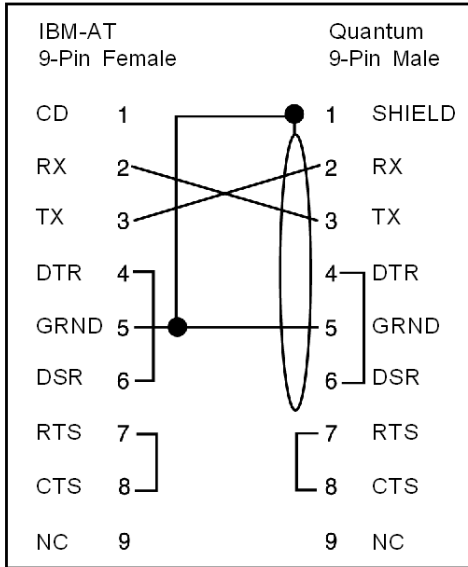 IBM-AT Quantum
9-Pin Female 9-Pin Male
CD 1 1 SHIELD
RX 2 2 RX
TX 3 3 TX
DTR 4 4 DTR
GRND 5 5 GRND
DSR 6 6 DSR
RTS 7 7 RTS
CTS 8 8 CTS
NC 9 9 NC